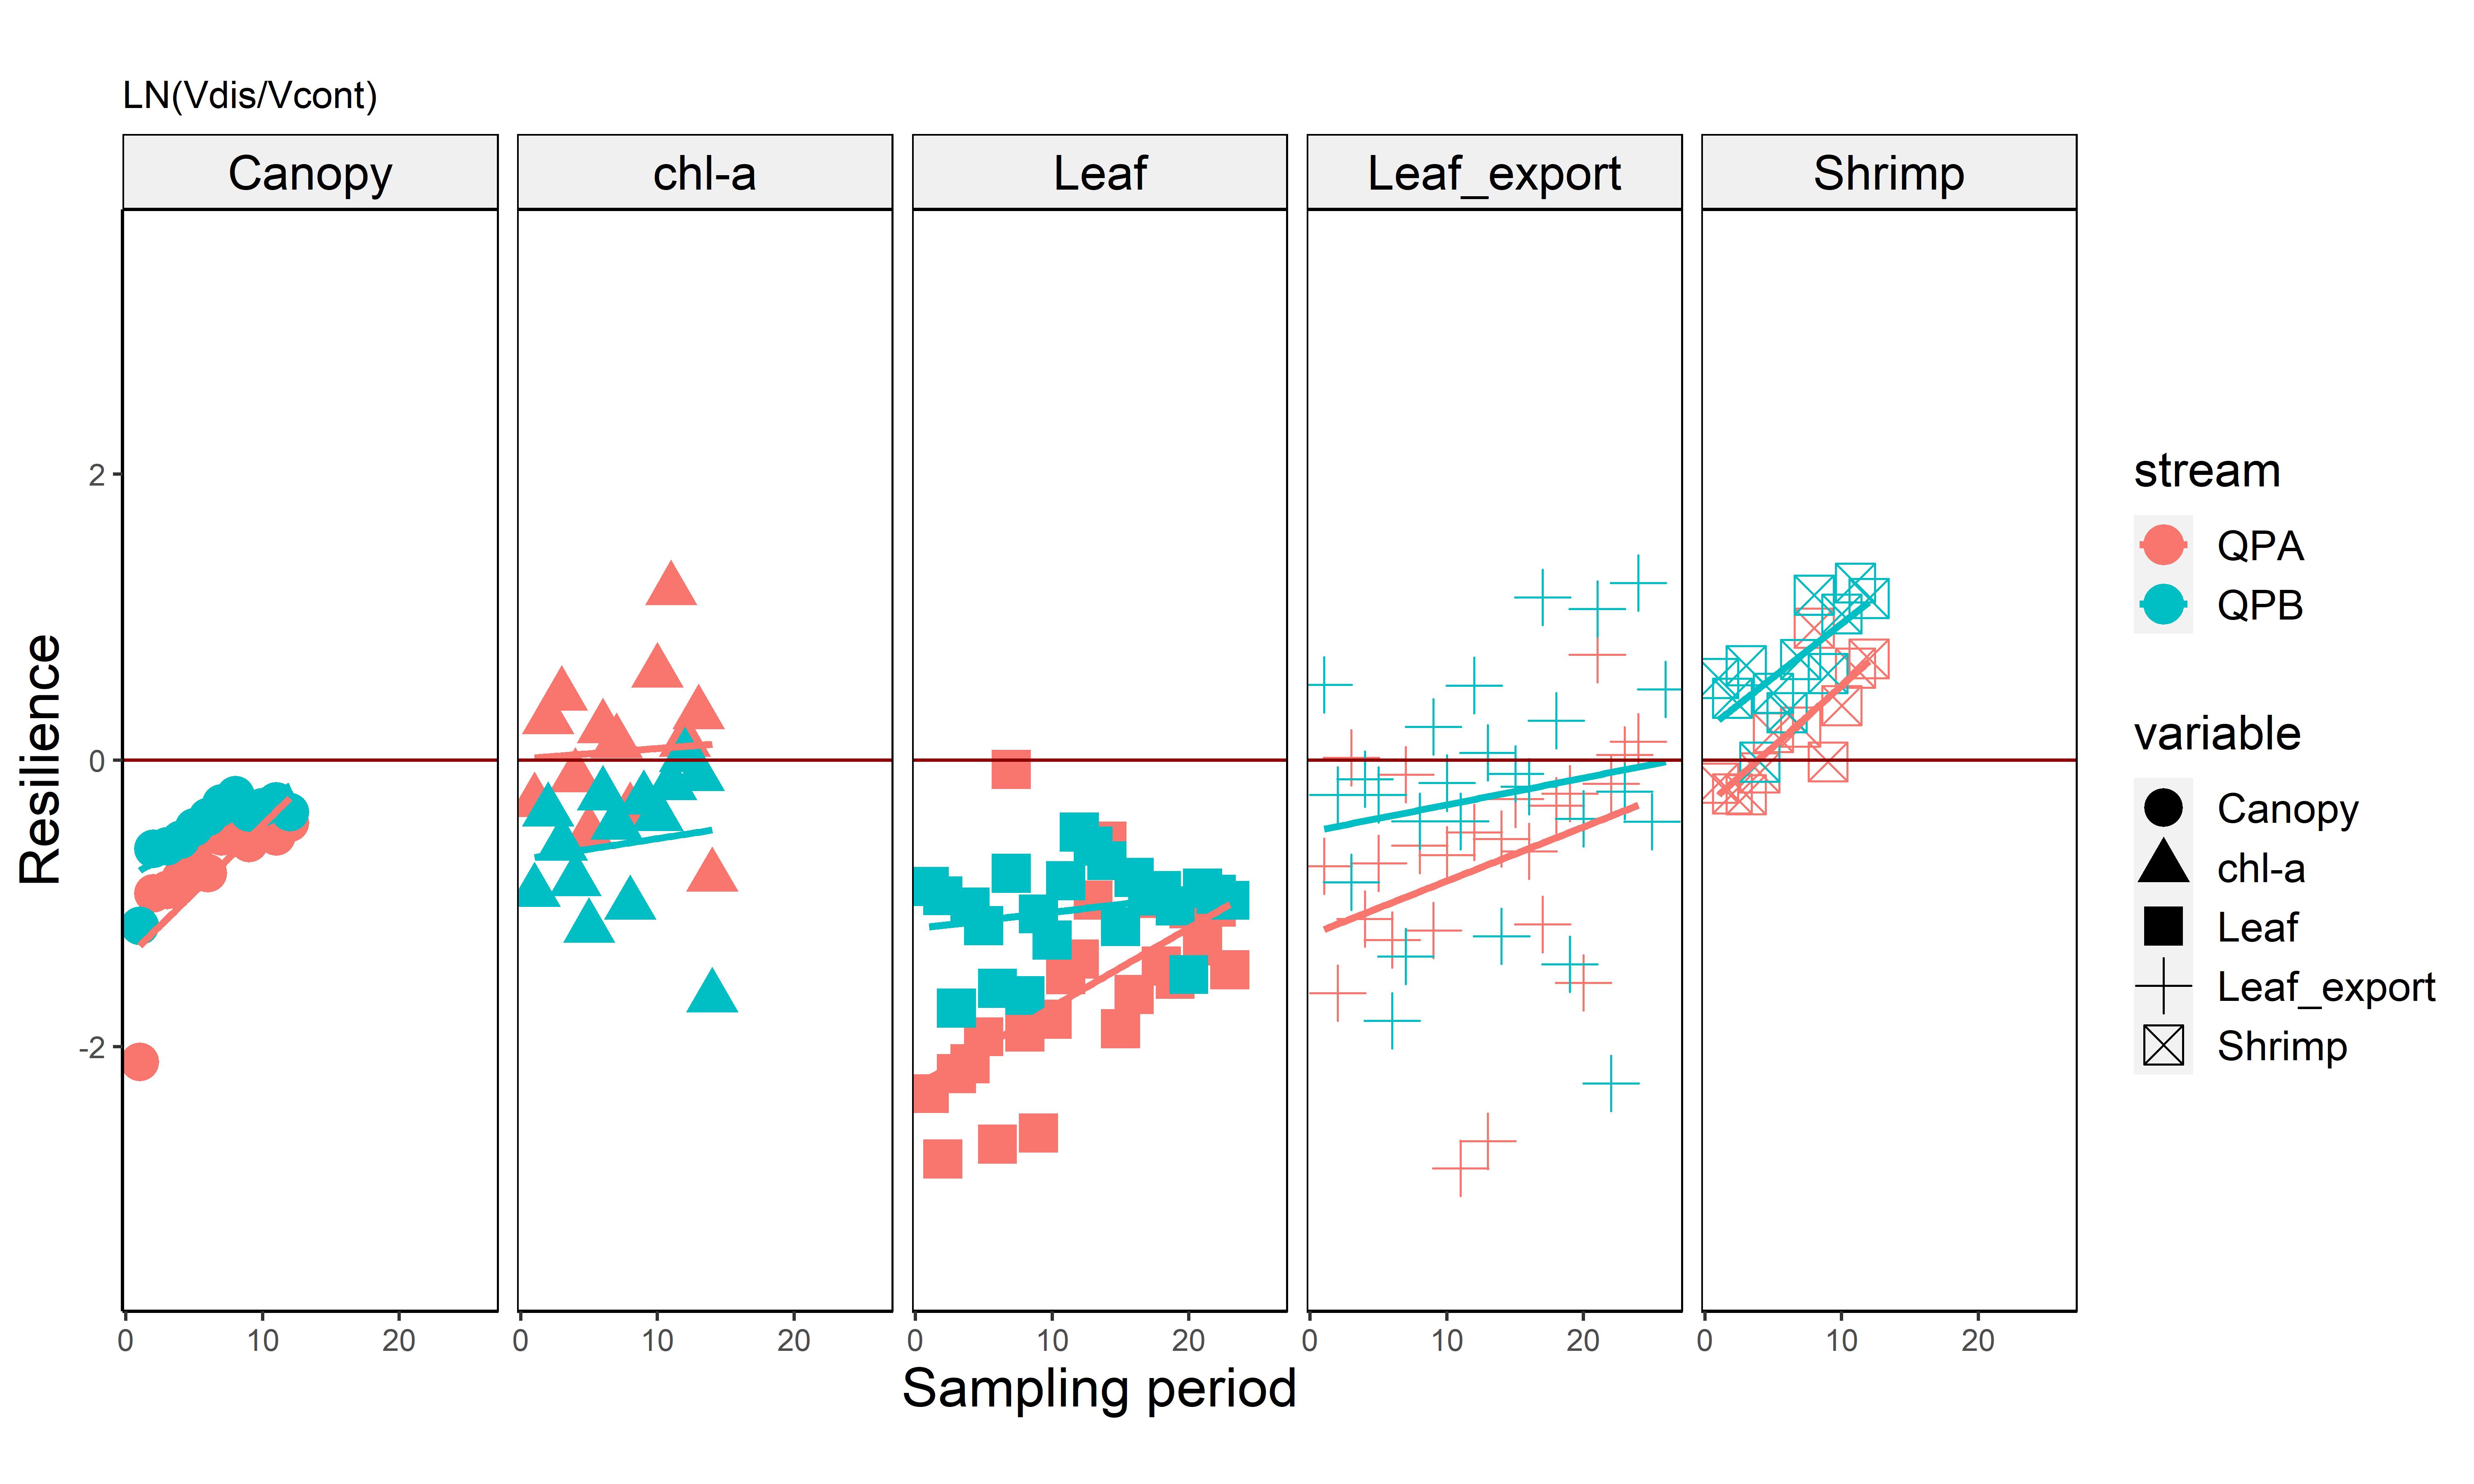 LN(Vdis/Vcont)
Canopy
chl-a
Leaf
Leaf_export
Shrimp
Resilience
2
0
-2
0 10 20
0 10 20
0 10 20
0 10 20
0 10 20
Sampling period
stream
QPA
QPB
variable
Canopy
chl-a
Leaf
Leaf_export
Shrimp